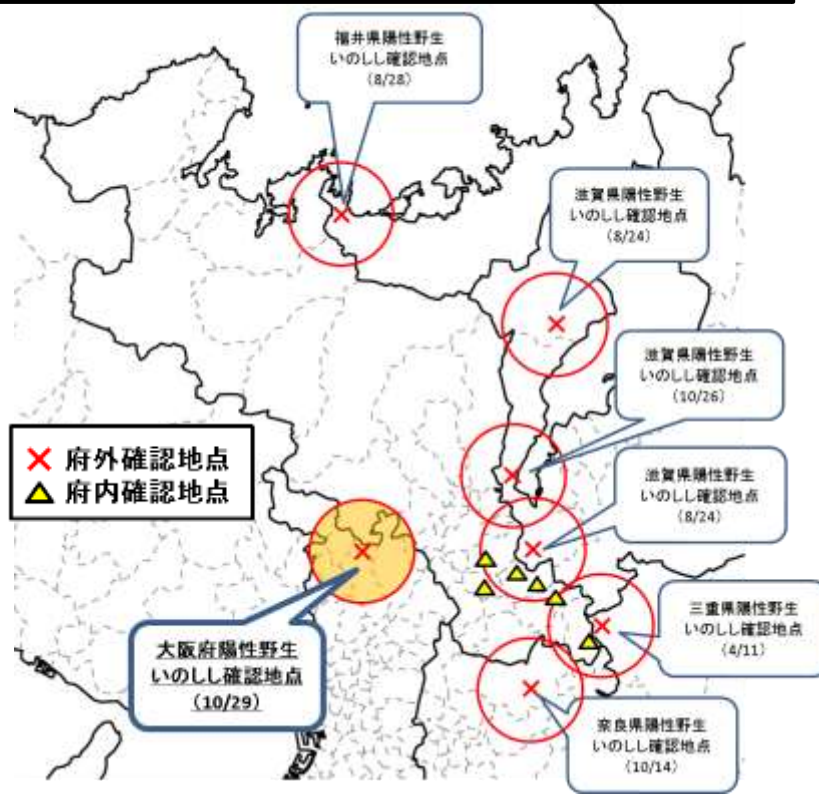 福井県陽性野生
いのしし確認地点
(8/28)
滋賀県陽性野生
いのしし確認地点
(8/24)
滋賀県陽性野生
いのしし確認地点
(10/26)
× 府外確認地点
△ 府内確認地点
滋賀県陽性野生
いのしし確認地点
(8/24)
大阪府陽性野生
いのしし確認地点
(10/29)
三重県陽性野生
いのしし確認地点
(4/11)
奈良県陽性野生
いのしし確認地点
(10/14)